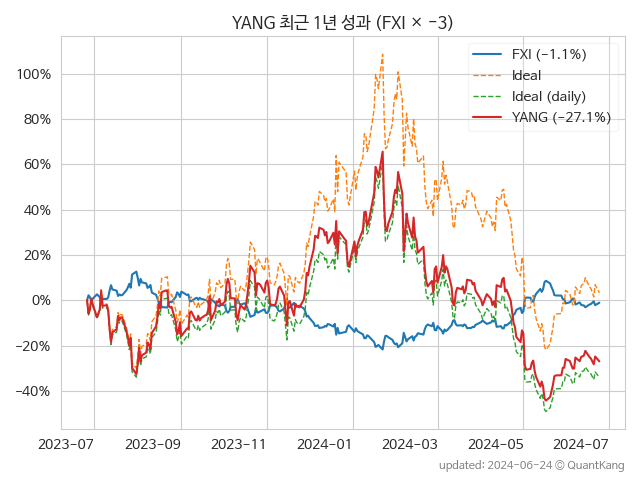 YANG 최근 1년 성과 (FXI × −3)
FXI (−1.1%)
Ideal
Ideal (daily)
YANG (−27.1%)
100%
80%
60%
40%
20%
0%
−20%
−40%
2023-07 2023-09 2023-11 2024-01 2024-03 2024-05 2024-07
updated: 2024-06-24 © QuantKang